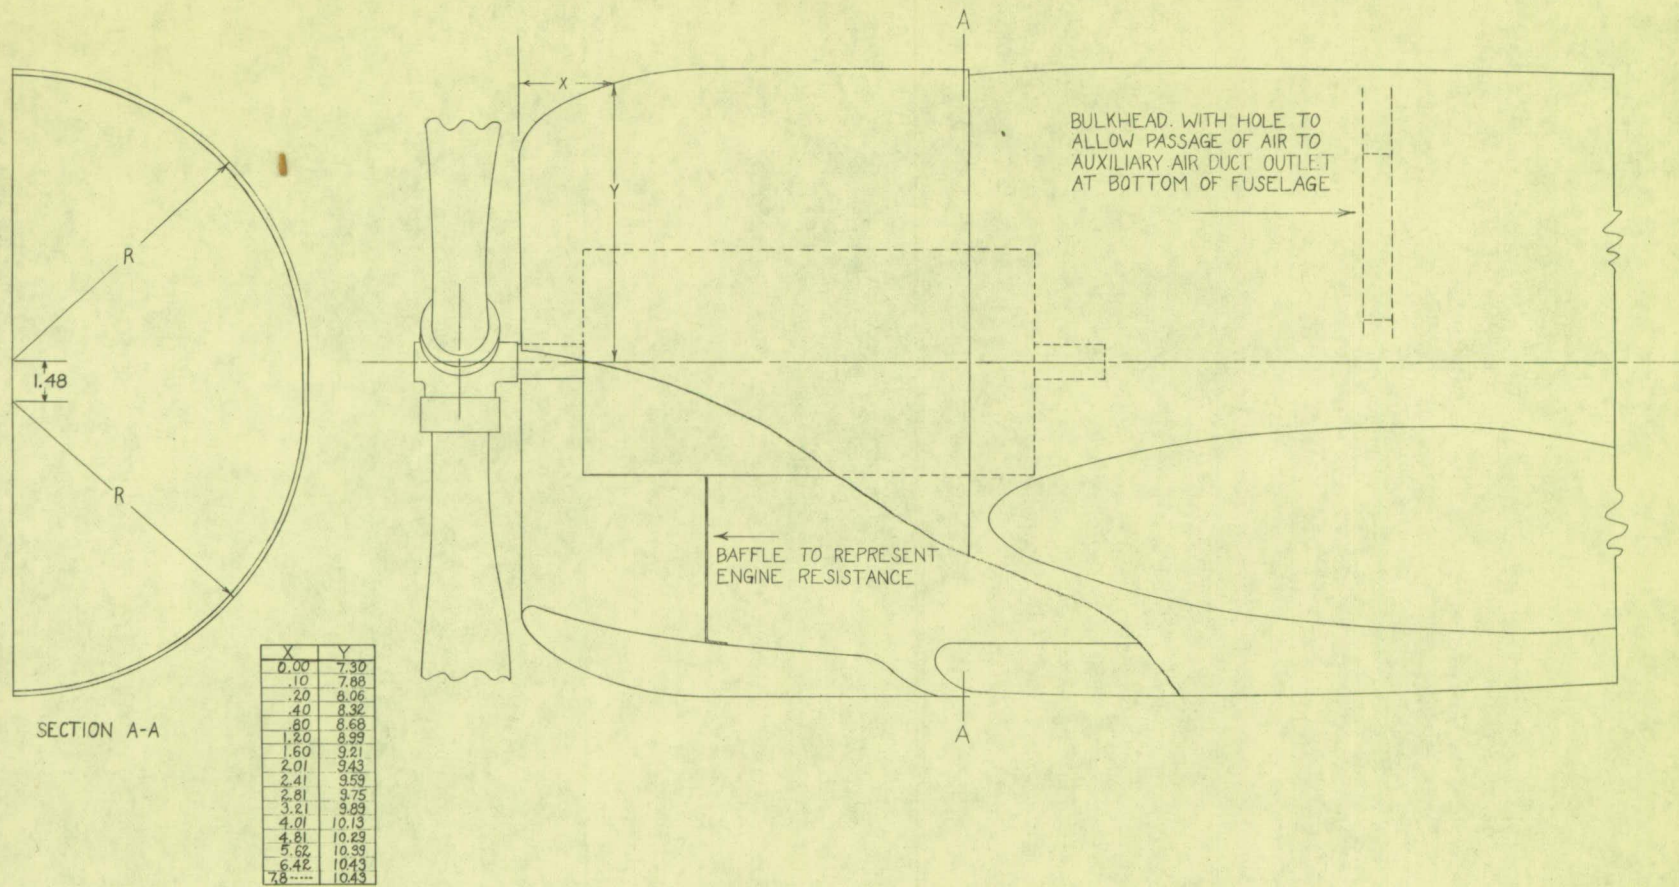 A
X
BULKHEAD. WITH HOLE TO
ALLOW PASSAGE OF AIR TO
AUXILIARY AIR DUCT OUTLET
AT BOTTOM OF FUSELAGE
Y
R
1.48
R
BAFFLE TO REPRESENT
ENGINE RESISTANCE
SECTION A-A
A
X Y
0.00 7.30
.10 7.88
.20 8.06
.40 8.32
.80 8.68
1.20 8.99
1.60 9.21
2.01 9.43
2.41 9.59
2.81 9.75
3.21 9.89
4.01 10.13
4.81 10.29
5.62 10.39
6.42 10.43
7.8----- 10.43